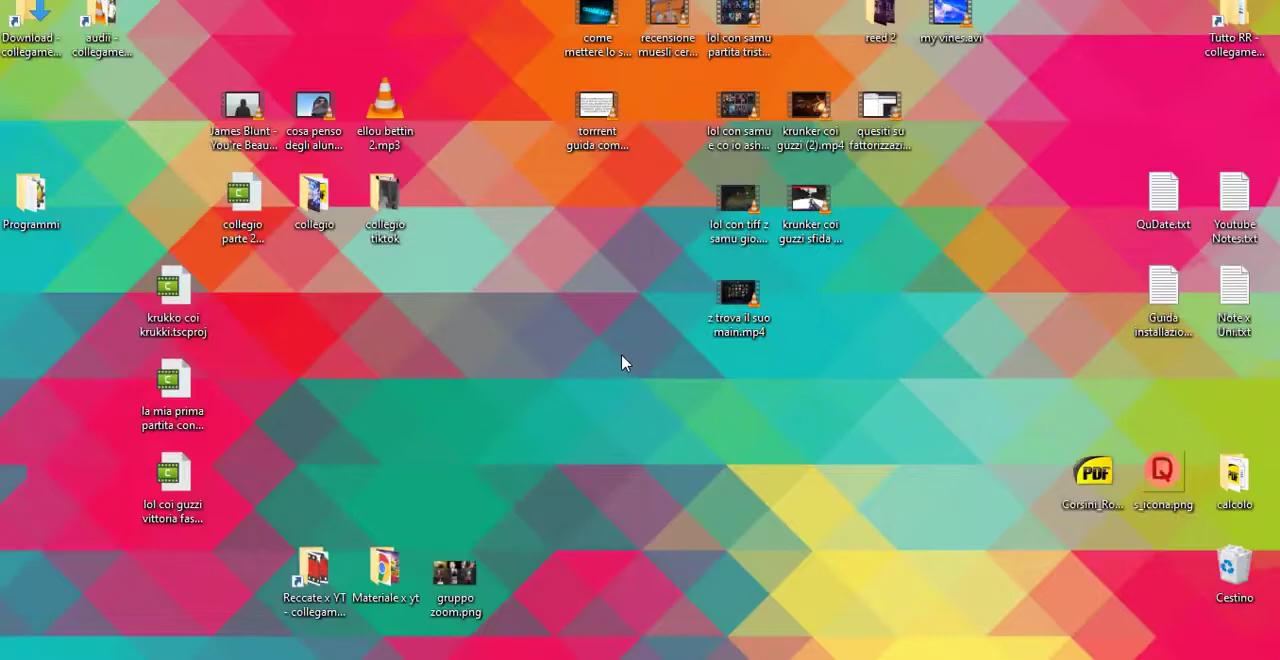 Download -
collegame...
audii -
collegame...
come
mettere lo s...
recensione
muesli cer...
lol con samu
partita trist...
reed 2
my vines.avi
Tutto RR -
collegame...
James Blunt -
You're Beau...
cosa penso
degli alun...
ellou bettin
2.mp3
torrrent
guida com...
lol con samu
e co io ash...
krunker coi
guzzi (2).mp4
quesiti su
fattorizzazi...
Programmi
collegio
parte 2...
collegio
collegio
tiktok
lol con tiff z
samu gio....
krunker coi
guzzi sfida ...
QuDate.txt
Youtube
Notes.txt
krukko coi
krukki.tscproj
z trova il suo
main.mp4
Guida
installazio...
Note x
Uni.txt
la mia prima
partita con...
lol coi guzzi
vittoria fas...
PDF
Corsini_Ro...
Q
s_icona.png
calcolo
Reccate x YT
- collegam...
Materiale x yt
gruppo
zoom.png
Cestino